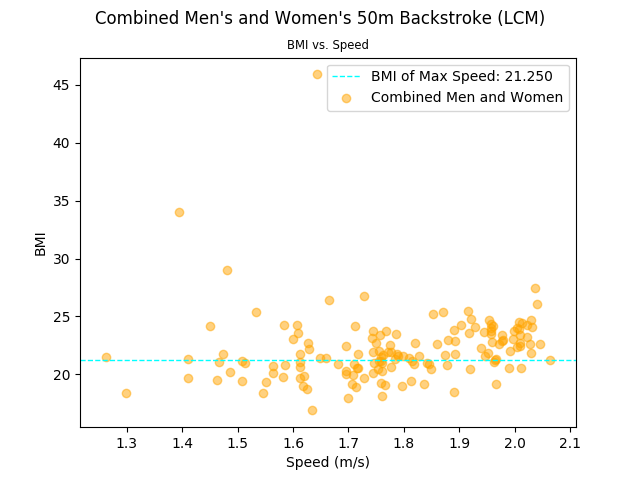 Combined Men's and Women's 50m Backstroke (LCM)
BMI vs. Speed
BMI of Max Speed: 21.250
Combined Men and Women
BMI
45
40
35
30
25
20
1.3 1.4 1.5 1.6 1.7 1.8 1.9 2.0 2.1
Speed (m/s)